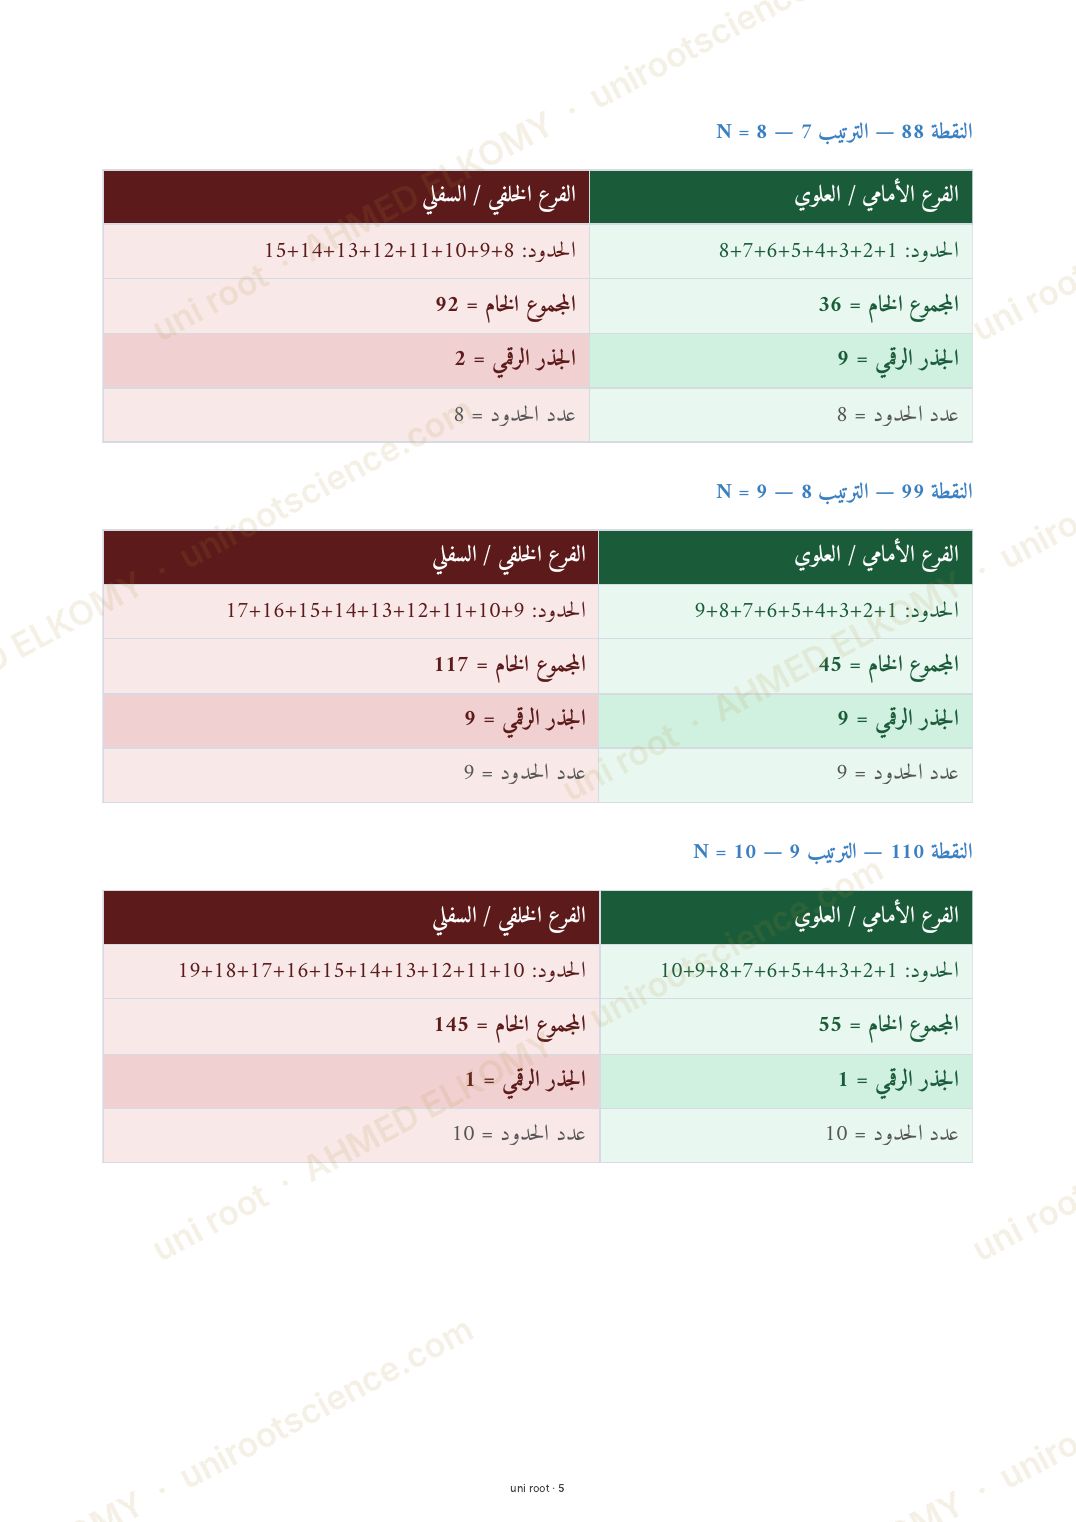 النقطة 88 — الترتيب 7 — N = 8
الفرع الأمامي / العلوي
الفرع الخلفي / السفلي
الحدود: 1+2+3+4+5+6+7+8
الحدود: 8+9+10+11+12+13+14+15
المجموع الخام = 36
المجموع الخام = 92
الجذر الرقمي = 9
الجذر الرقمي = 2
عدد الحدود = 8
عدد الحدود = 8
النقطة 99 — الترتيب 8 — N = 9
الفرع الأمامي / العلوي
الفرع الخلفي / السفلي
الحدود: 1+2+3+4+5+6+7+8+9
الحدود: 9+10+11+12+13+14+15+16+17
المجموع الخام = 45
المجموع الخام = 117
الجذر الرقمي = 9
الجذر الرقمي = 9
عدد الحدود = 9
عدد الحدود = 9
النقطة 110 — الترتيب 9 — N = 10
الفرع الأمامي / العلوي
الفرع الخلفي / السفلي
الحدود: 1+2+3+4+5+6+7+8+9+10
الحدود: 10+11+12+13+14+15+16+17+18+19
المجموع الخام = 55
المجموع الخام = 145
الجذر الرقمي = 1
الجذر الرقمي = 1
عدد الحدود = 10
عدد الحدود = 10
uni root · AHMED ELKOMY · unirootscience.com
uni root · 5